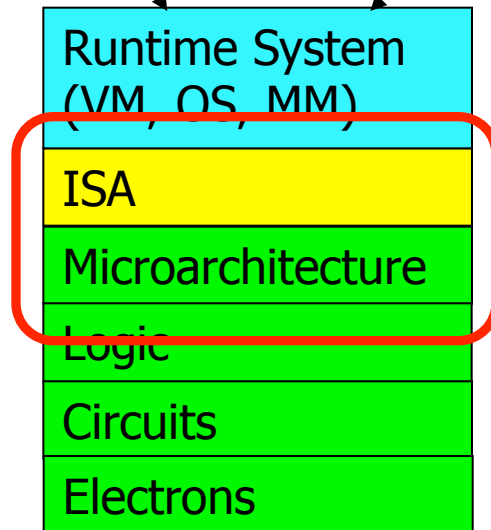 Runtime System
(VM, OS, MM)
ISA
Microarchitecture
Logic
Circuits
Electrons